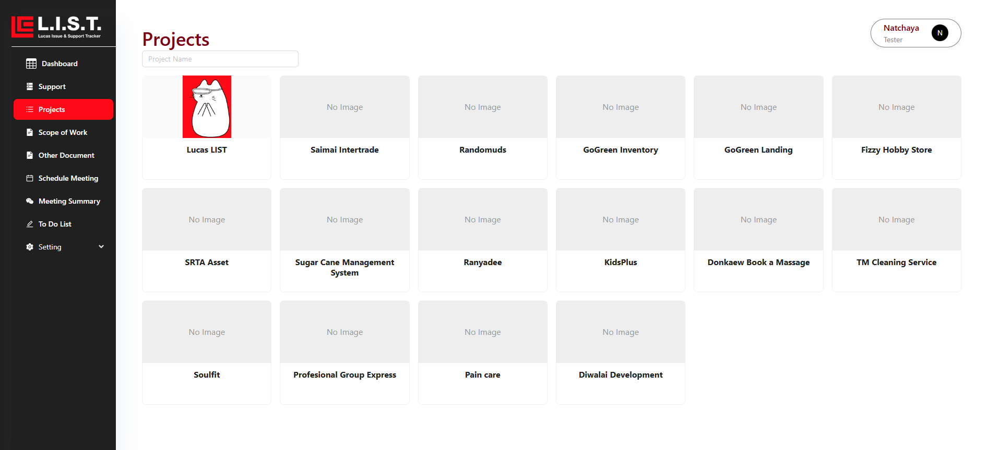 L.I.S.T.
Lucas Issue & Support Tracker
Dashboard
Support
Projects
Scope of Work
Other Document
Schedule Meeting
Meeting Summary
To Do List
Setting
Projects
Project Name
Natchaya
Tester
N
Lucas LIST
No Image
Saimai Intertrade
No Image
Randomuds
No Image
GoGreen Inventory
No Image
GoGreen Landing
No Image
Fizzy Hobby Store
No Image
SRTA Asset
No Image
Sugar Cane Management
System
No Image
Ranyadee
No Image
KidsPlus
No Image
Donkaew Book a Massage
No Image
TM Cleaning Service
No Image
Soulfit
No Image
Profesional Group Express
No Image
Pain care
No Image
Diwalai Development